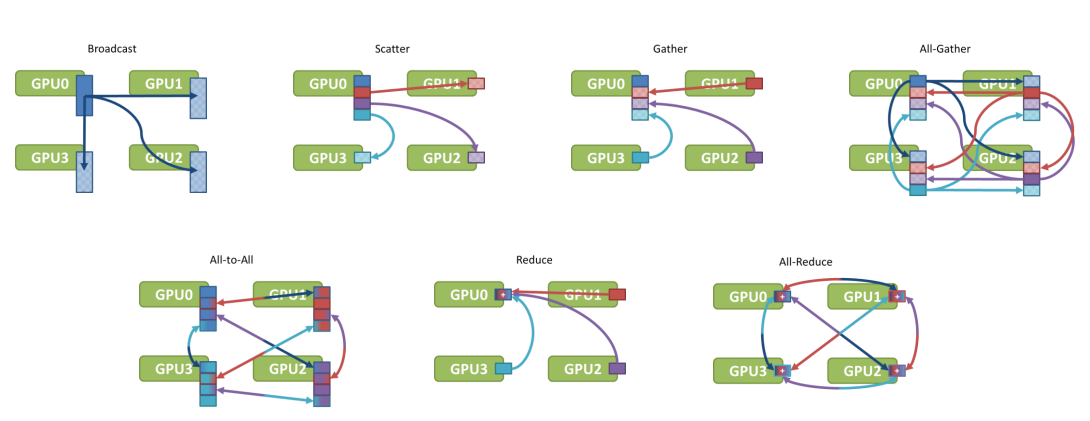 Broadcast
Scatter
Gather
All-Gather
GPU0 GPU1
GPU0 GPU1
GPU0 GPU1
GPU0 GPU1
GPU3 GPU2
GPU3 GPU2
GPU3 GPU2
GPU3 GPU2
All-to-All
Reduce
All-Reduce
GPU0 GPU1
GPU0 GPU1
GPU0 GPU1
GPU3 GPU2
GPU3 GPU2
GPU3 GPU2